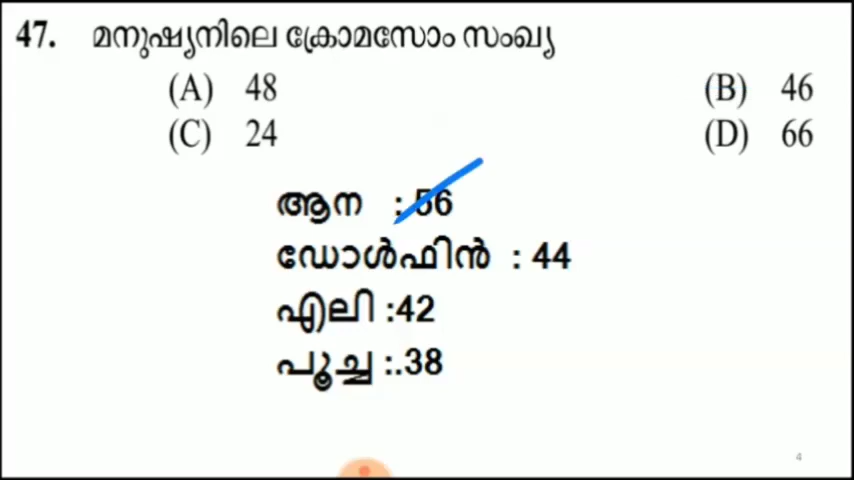 47. മനുഷ്യനിലെ ക്രോമസോം സംഖ്യ
(A) 48 (B) 46
(C) 24 (D) 66
ആന : 56
ഡോൾഫിൻ : 44
എലി :42
പൂച്ച :.38
4